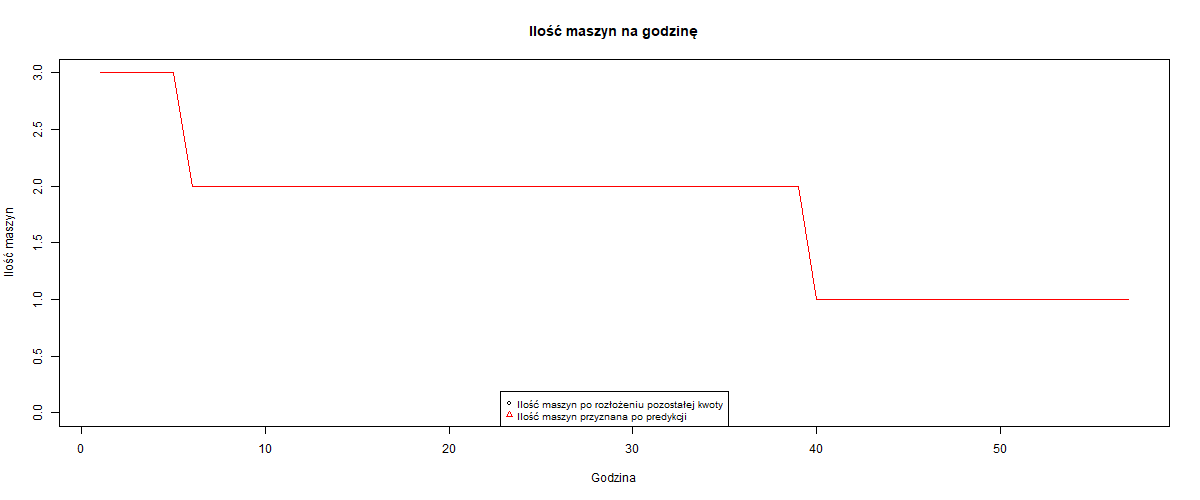 Ilość maszyn na godzinę
Ilość maszyn
3.0
2.5
2.0
1.5
1.0
0.5
0.0
Ilość maszyn po rozłożeniu pozostałej kwoty
Ilość maszyn przyznana po predykcji
0 10 20 30 40 50
Godzina